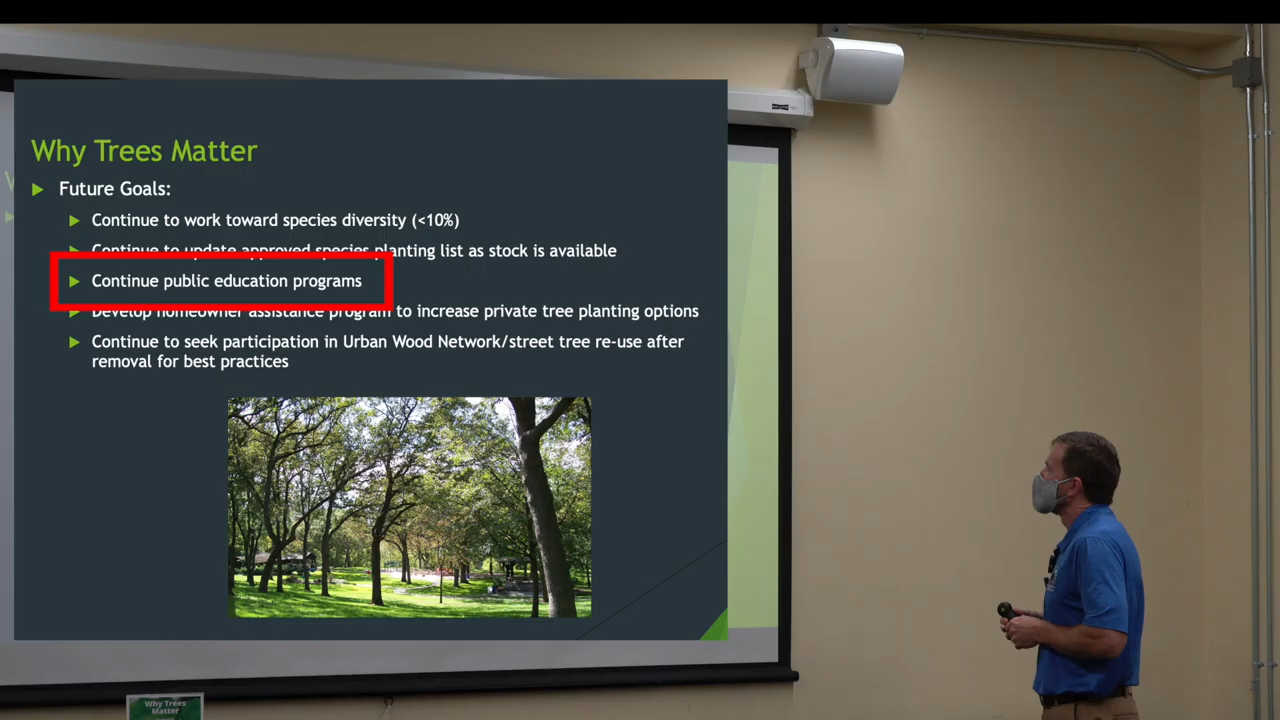 Why Trees Matter
Future Goals:
Continue to work toward species diversity (<10%)
Continue to update approved species planting list as stock is available
Continue public education programs
Develop homeowner assistance program to increase private tree planting options
Continue to seek participation in Urban Wood Network/street tree re-use after
removal for best practices
Why Trees
Matter